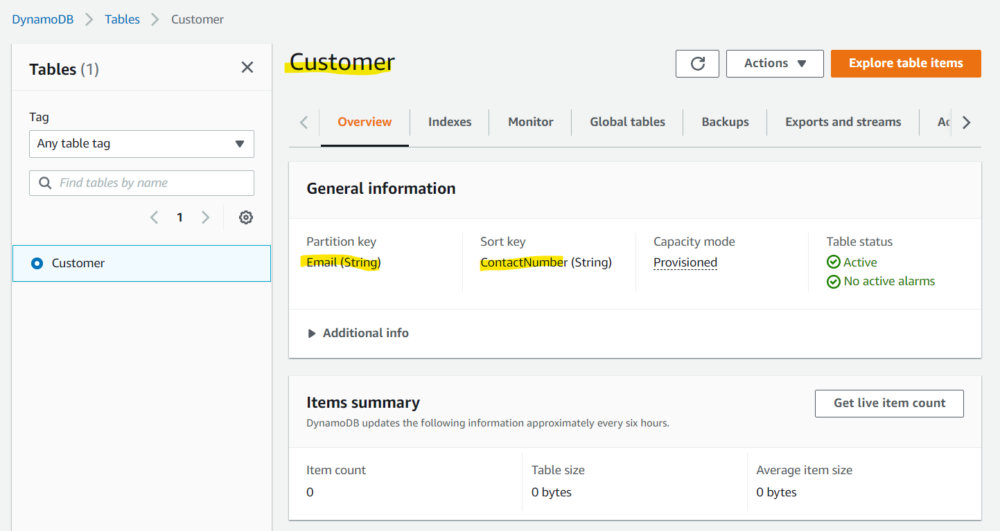 DynamoDB > Tables > Customer
Tables (1)
Tag
Any table tag
Find tables by name
1
Customer
Customer
Actions
Explore table items
Overview
Indexes
Monitor
Global tables
Backups
Exports and streams
General information
Partition key
Email (String)
Sort key
ContactNumber (String)
Capacity mode
Provisioned
Table status
Active
No active alarms
Additional info
Items summary
DynamoDB updates the following information approximately every six hours.
Get live item count
Item count
0
Table size
0 bytes
Average item size
0 bytes